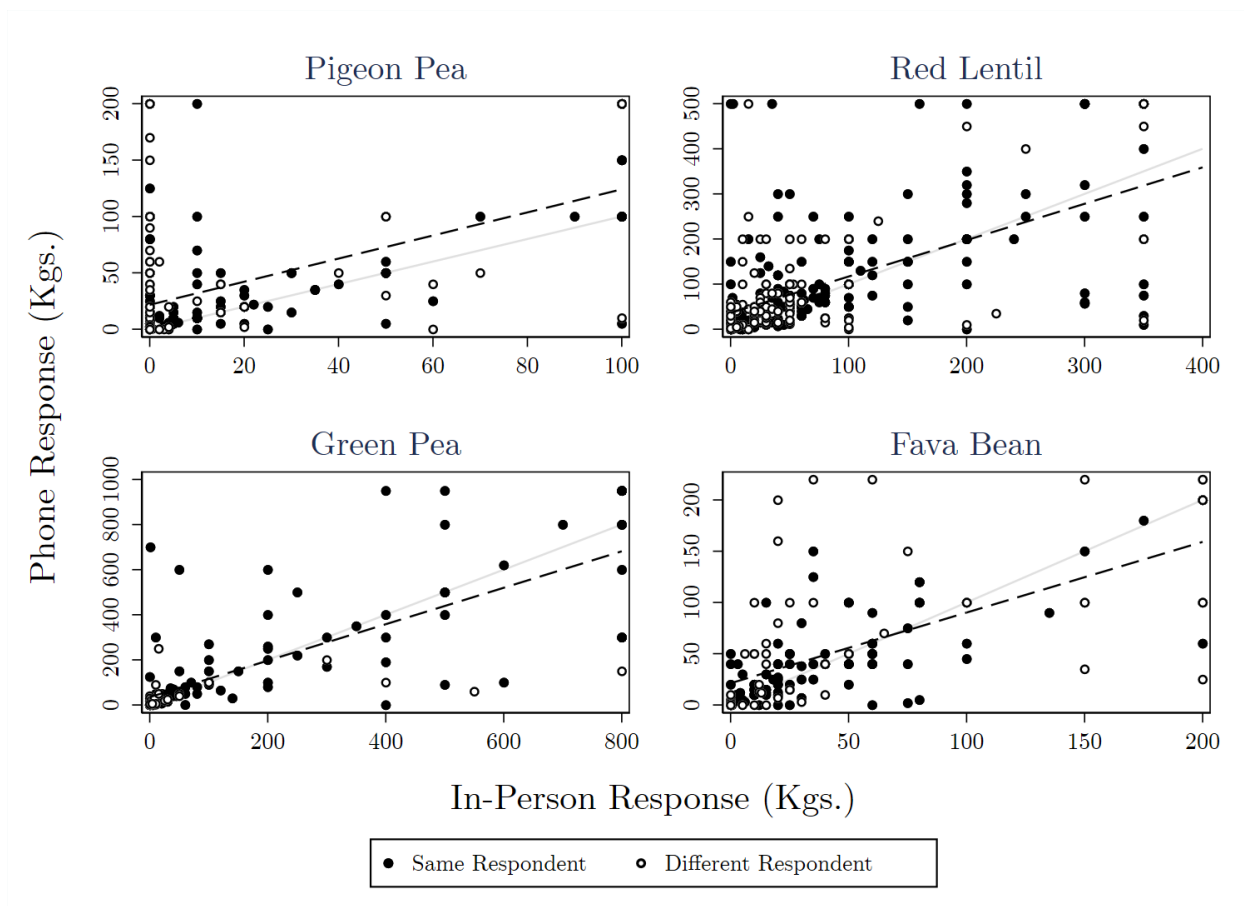 Pigeon Pea
Red Lentil
0 50 100 150 200
0 20 40 60 80 100
0 100 200 300 400 500
0 100 200 300 400
Green Pea
Fava Bean
0 200 400 600 800 1000
0 200 400 600 800
0 50 100 150 200
0 50 100 150 200
Phone Response (Kgs.)
In-Person Response (Kgs.)
Same Respondent
Different Respondent